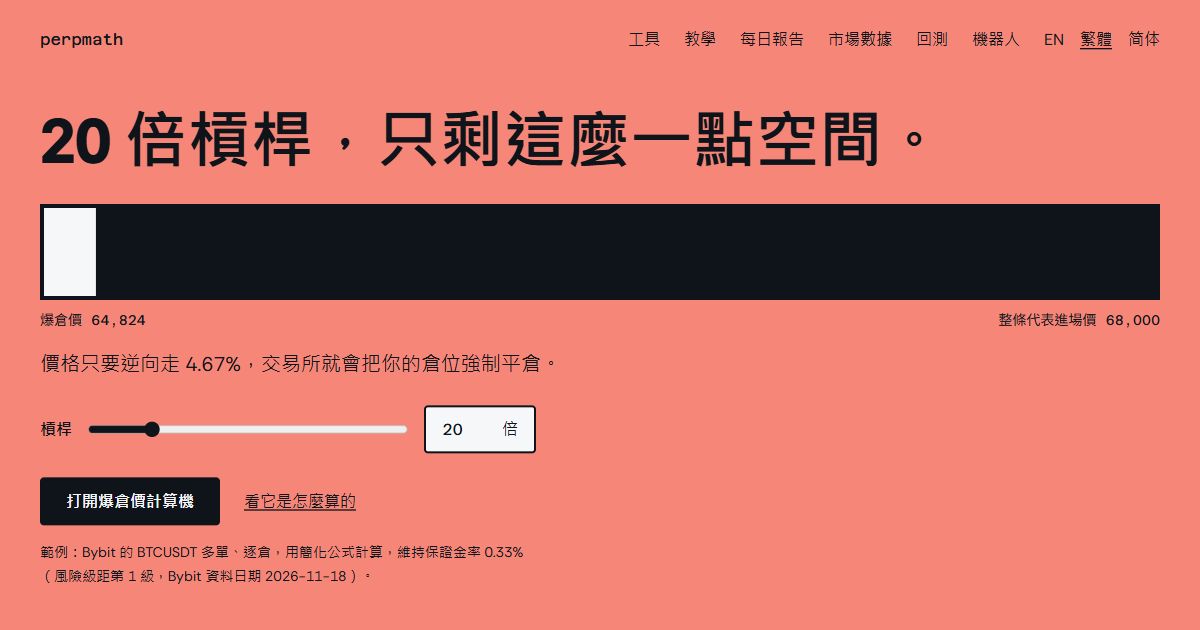 perpmath
工具 教學 每日報告 市場數據 回測 機器人 EN 繁體 简体
20 倍槓桿，只剩這麼一點空間。
爆倉價 64,824
整條代表進場價 68,000
價格只要逆向走 4.67%，交易所就會把你的倉位強制平倉。
槓桿
20 倍
打開爆倉價計算機
看它是怎麼算的
範例：Bybit 的 BTCUSDT 多單、逐倉，用簡化公式計算，維持保證金率 0.33%
（風險級距第 1 級，Bybit 資料日期 2026-11-18）。